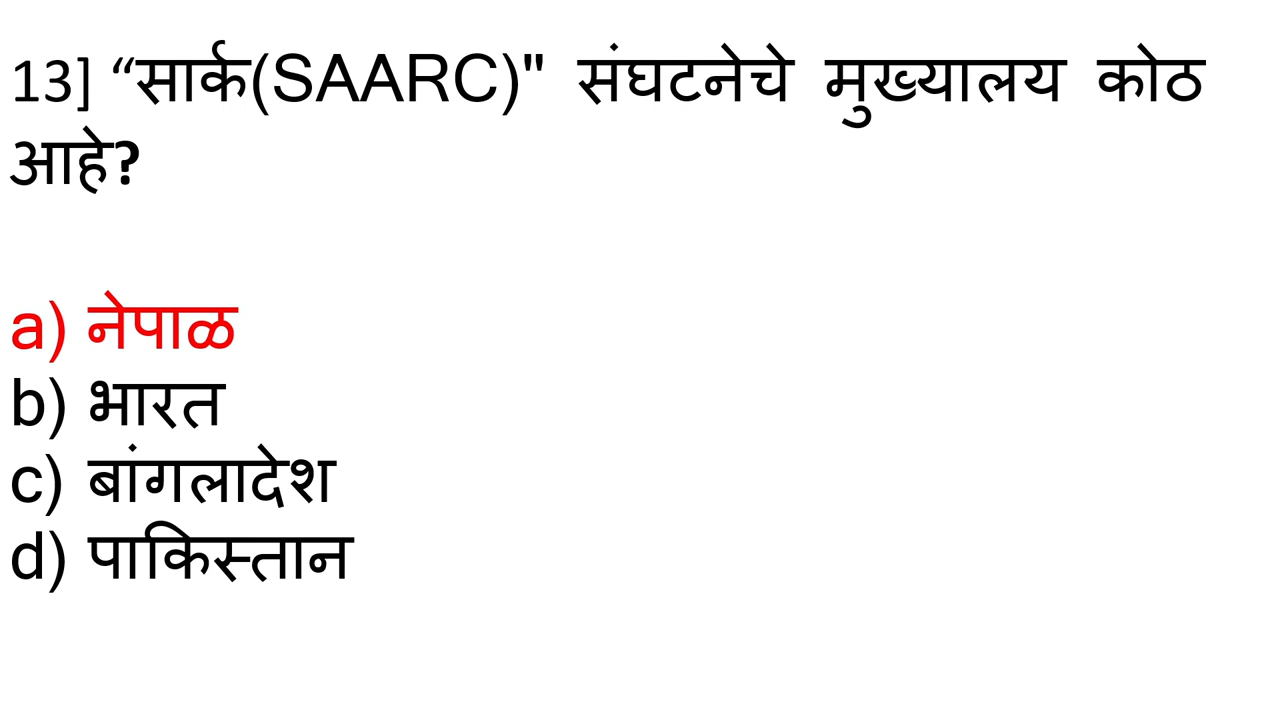 13] “सार्क(SAARC)" संघटनेचे मुख्यालय कोठ
आहे?
a) नेपाळ
b) भारत
c) बांगलादेश
d) पाकिस्तान